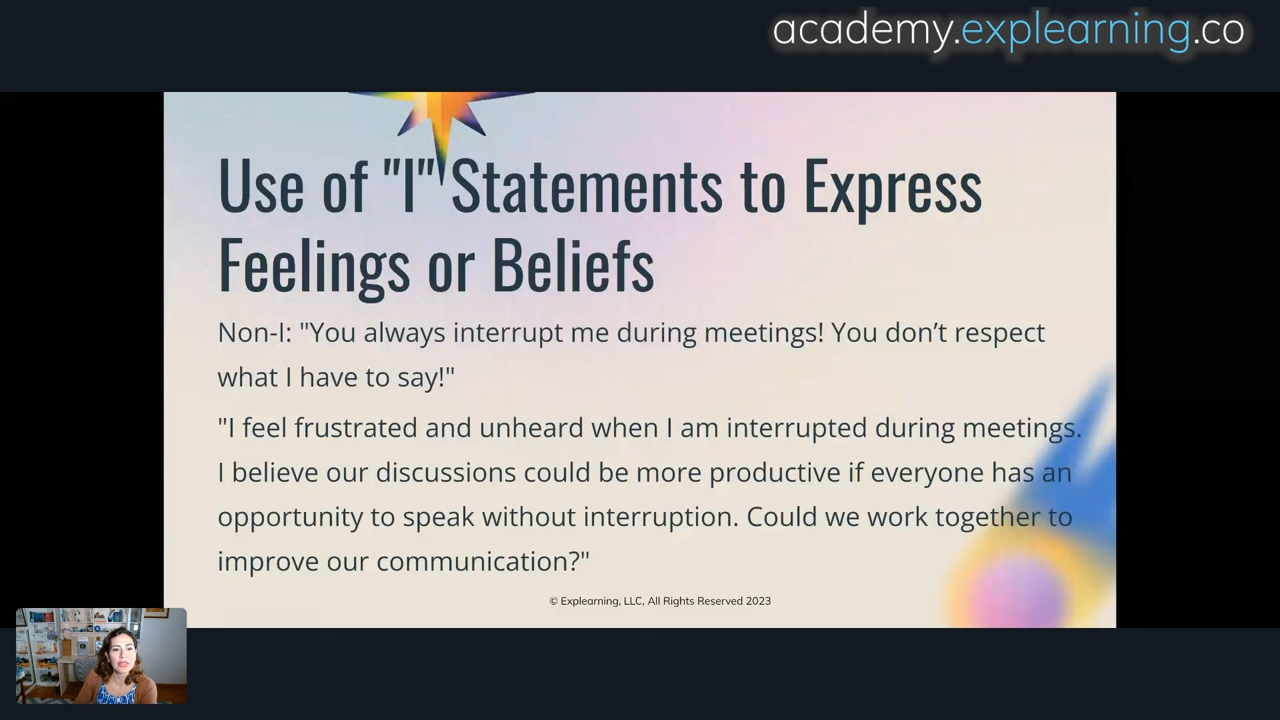 academy.explearning.co
Use of "I" Statements to Express
Feelings or Beliefs
Non-I: "You always interrupt me during meetings! You don’t respect
what I have to say!"
"I feel frustrated and unheard when I am interrupted during meetings.
I believe our discussions could be more productive if everyone has an
opportunity to speak without interruption. Could we work together to
improve our communication?"
© Explearning, LLC, All Rights Reserved 2023